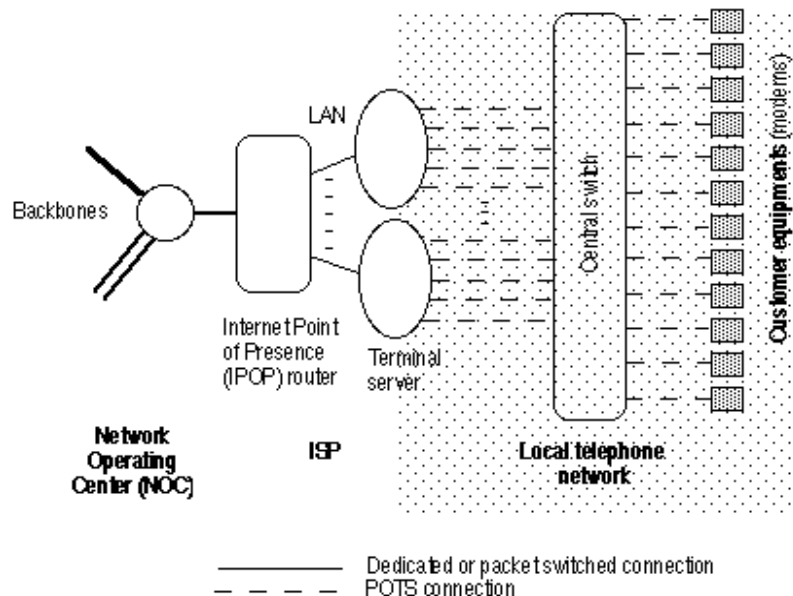 LAN
Backbones
Internet Point
of Presence
(IPOP) router
Terminal
server
Central switch
Customer equipments (modems)
Network
Operating
Center (NOC)
ISP
Local telephone
network
Dedicated or packet switched connection
POTS connection